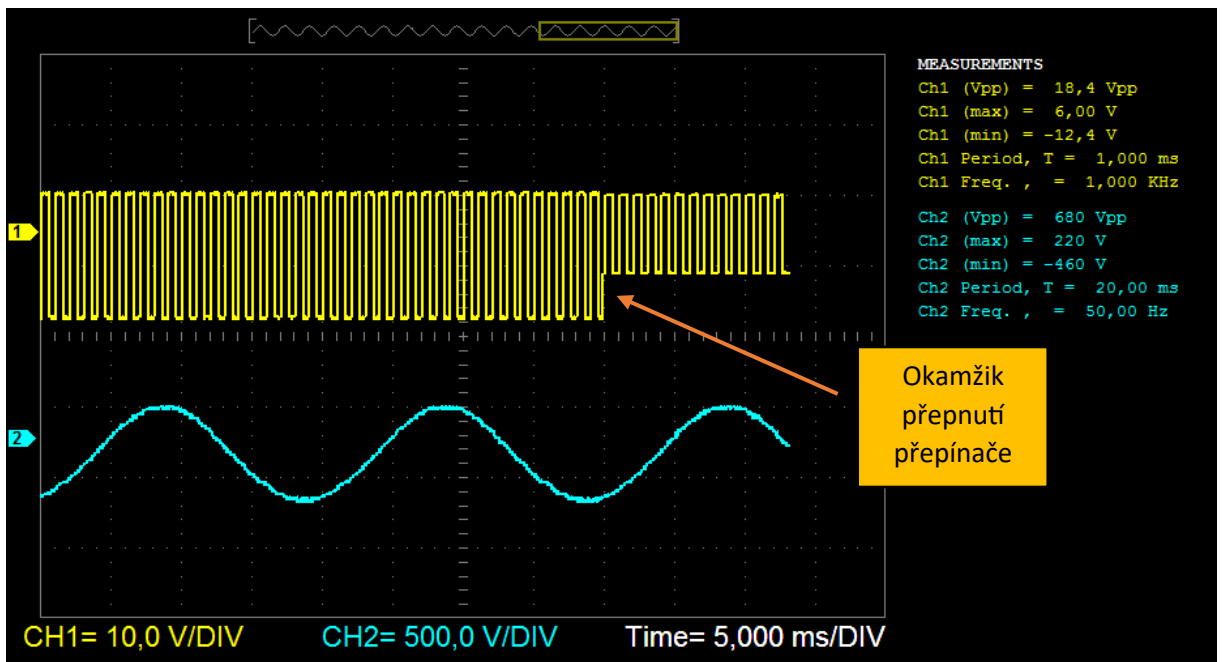 MEASUREMENTS
Ch1 (Vpp) = 18,4 Vpp
Ch1 (max) = 6,00 V
Ch1 (min) = -12,4 V
Ch1 Period, T = 1,000 ms
Ch1 Freq. , = 1,000 KHz
Ch2 (Vpp) = 680 Vpp
Ch2 (max) = 220 V
Ch2 (min) = -460 V
Ch2 Period, T = 20,00 ms
Ch2 Freq. , = 50,00 Hz
1
2
Okamžik
přepnutí
přepínače
CH1= 10,0 V/DIV CH2= 500,0 V/DIV Time= 5,000 ms/DIV